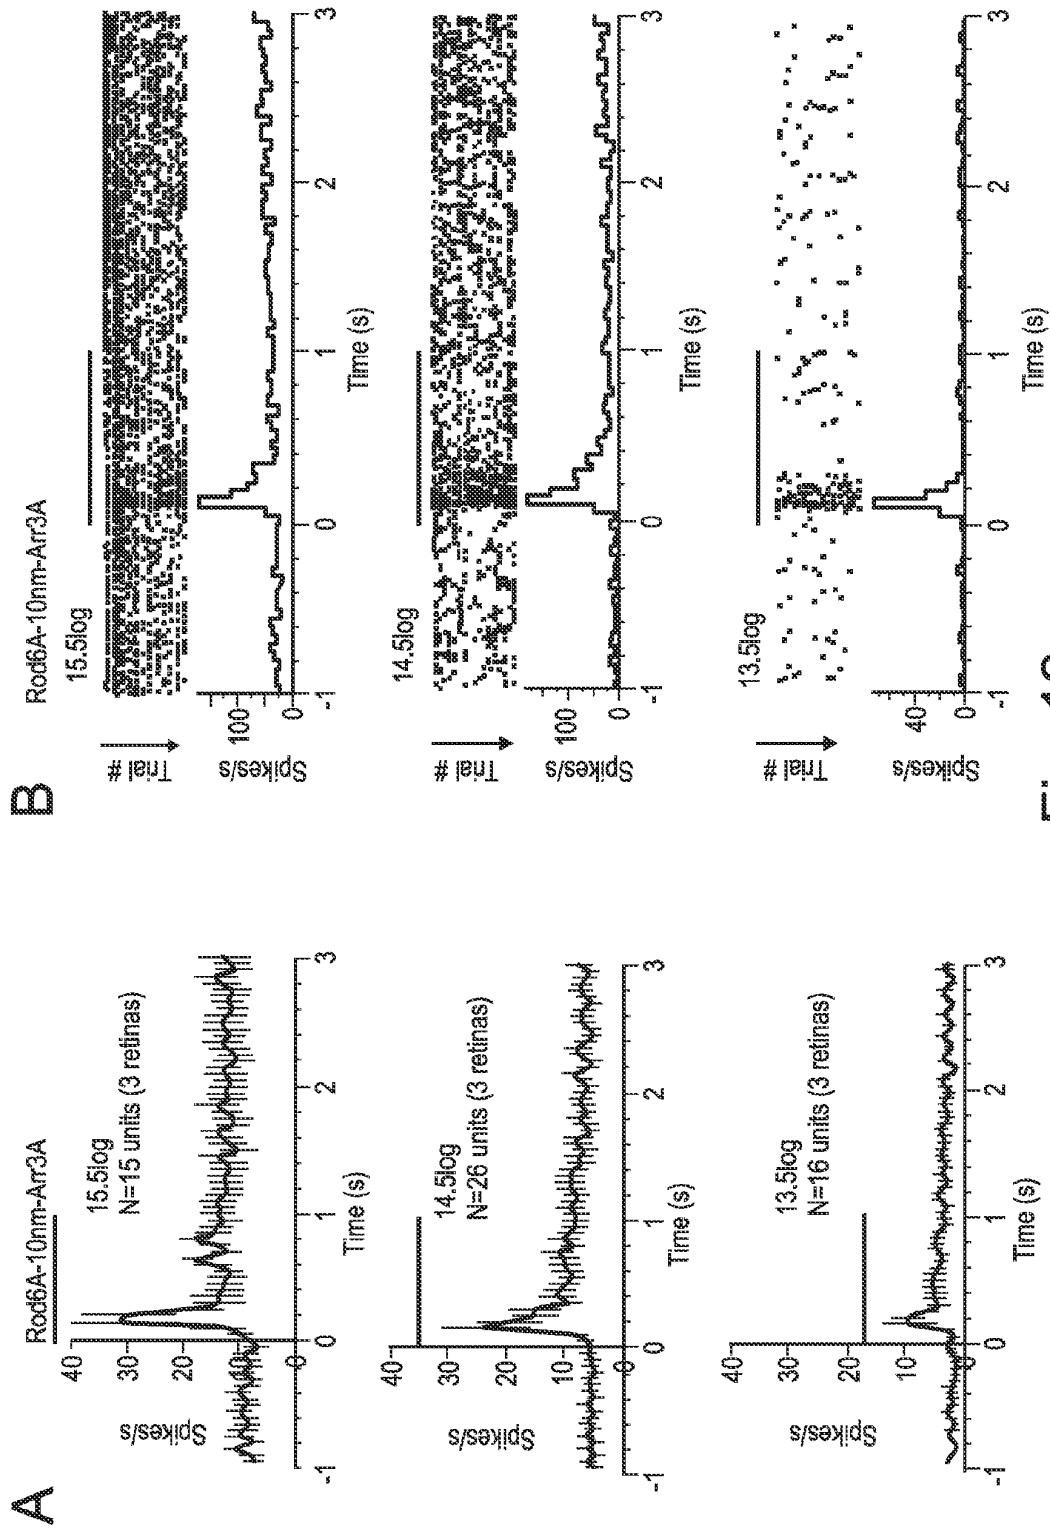 A
Rod6A-10nm-Arr3A
15.5log
N=15 units (3 retinas)
Spikes/s
40
30
20
10
0
-1
0
1
2
3
Time (s)
14.5log
N=26 units (3 retinas)
Spikes/s
40
30
20
10
0
-1
0
1
2
3
Time (s)
13.5log
N=16 units (3 retinas)
Spikes/s
40
30
20
10
0
-1
0
1
2
3
Time (s)
B
Rod6A-10nm-Arr3A
15.5log
Trial #
Spikes/s
100
0
-1
0
1
2
3
Time (s)
14.5log
Trial #
Spikes/s
100
0
-1
0
1
2
3
Time (s)
13.5log
Trial #
Spikes/s
40
0
-1
0
1
2
3
Time (s)